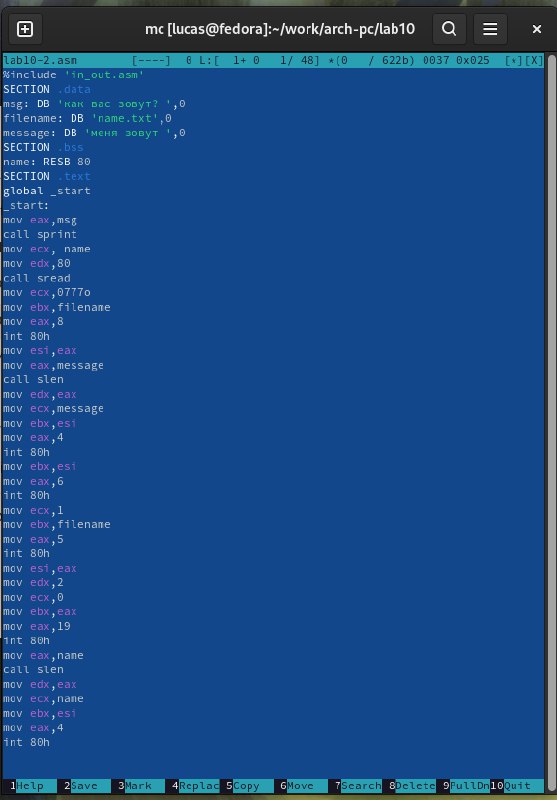 mc [lucas@fedora]:~/work/arch-pc/lab10
lab10-2.asm [----] 0 L:[ 1+ 0 1/ 48] *(0 / 622b) 0037 0x025 [*][X]
%include 'in_out.asm'
SECTION .data
msg: DB 'как вас зовут? ',0
filename: DB 'name.txt',0
message: DB 'меня зовут ',0
SECTION .bss
name: RESB 80
SECTION .text
global _start
_start:
mov eax,msg
call sprint
mov ecx, name
mov edx,80
call sread
mov ecx,0777o
mov ebx,filename
mov eax,8
int 80h
mov esi,eax
mov eax,message
call slen
mov edx,eax
mov ecx,message
mov ebx,esi
mov eax,4
int 80h
mov ebx,esi
mov eax,6
int 80h
mov ecx,1
mov ebx,filename
mov eax,5
int 80h
mov esi,eax
mov edx,2
mov ecx,0
mov ebx,eax
mov eax,19
int 80h
mov eax,name
call slen
mov edx,eax
mov ecx,name
mov ebx,esi
mov eax,4
int 80h
1Help 2Save 3Mark 4Replac 5Copy 6Move 7Search 8Delete 9PullDn 10Quit